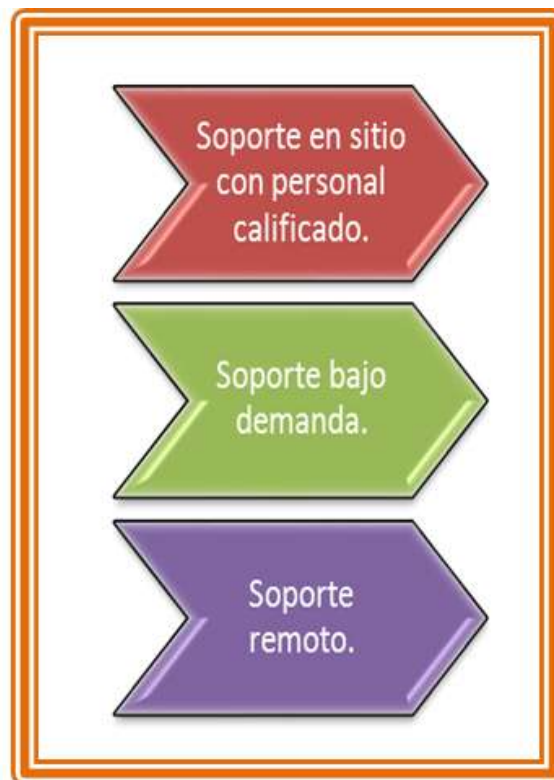 Soporte en sitio
con personal
calificado.
Soporte bajo
demanda.
Soporte
remoto.